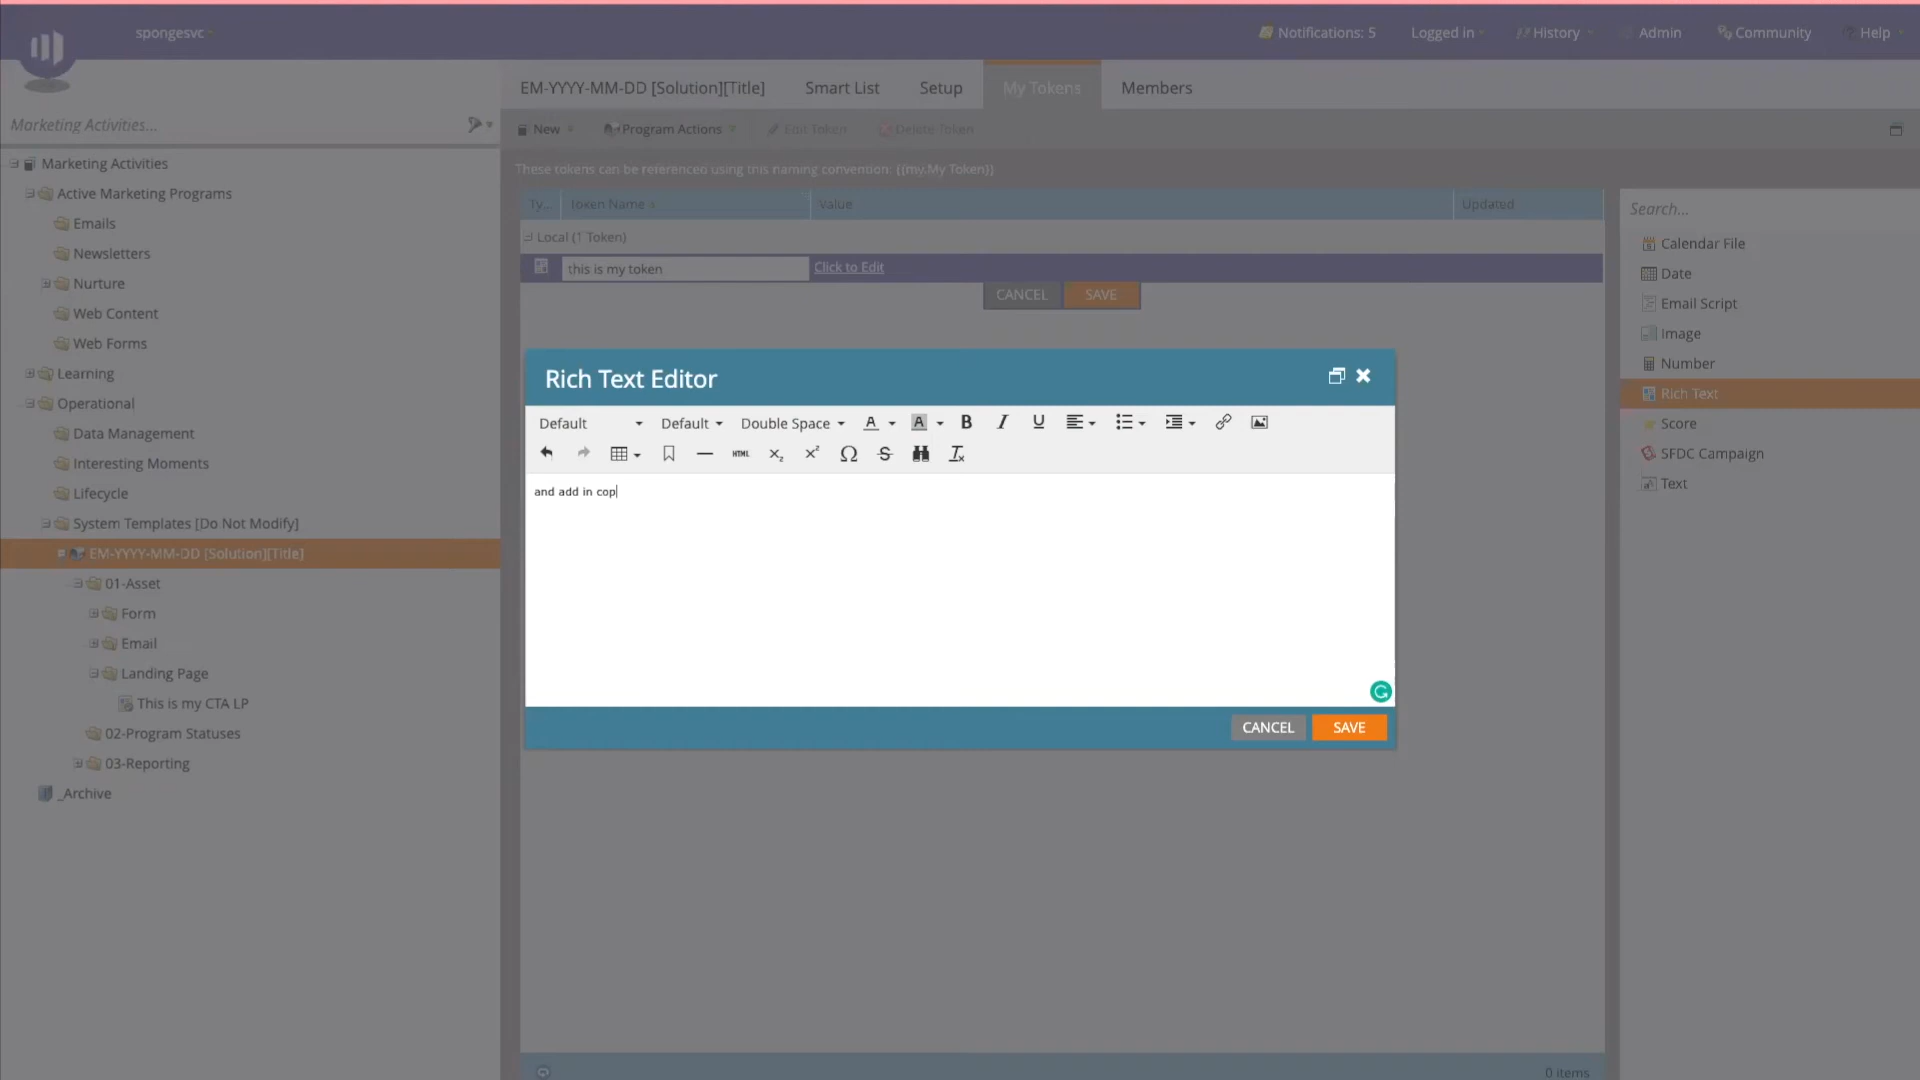 spongesvc
Notifications: 5
Logged in
History
Admin
Community
Help
Marketing Activities...
EM-YYYY-MM-DD [Solution][Title]
Smart List
Setup
My Tokens
Members
New
Program Actions
Edit Token
Delete Token
These tokens can be referenced using this naming convention: {{my.My Token}}
Ty...
Token Name
Value
Updated
Local (1 Token)
this is my token
Click to Edit
CANCEL
SAVE
Marketing Activities
Active Marketing Programs
Emails
Newsletters
Nurture
Web Content
Web Forms
Learning
Operational
Data Management
Interesting Moments
Lifecycle
System Templates [Do Not Modify]
EM-YYYY-MM-DD [Solution][Title]
01-Asset
Form
Email
Landing Page
This is my CTA LP
02-Program Statuses
03-Reporting
_Archive
Rich Text Editor
Default
Default
Double Space
A
A
B
I
U
HTML
and add in cop
CANCEL
SAVE
Search...
Calendar File
Date
Email Script
Image
Number
Rich Text
Score
SFDC Campaign
Text
0 items